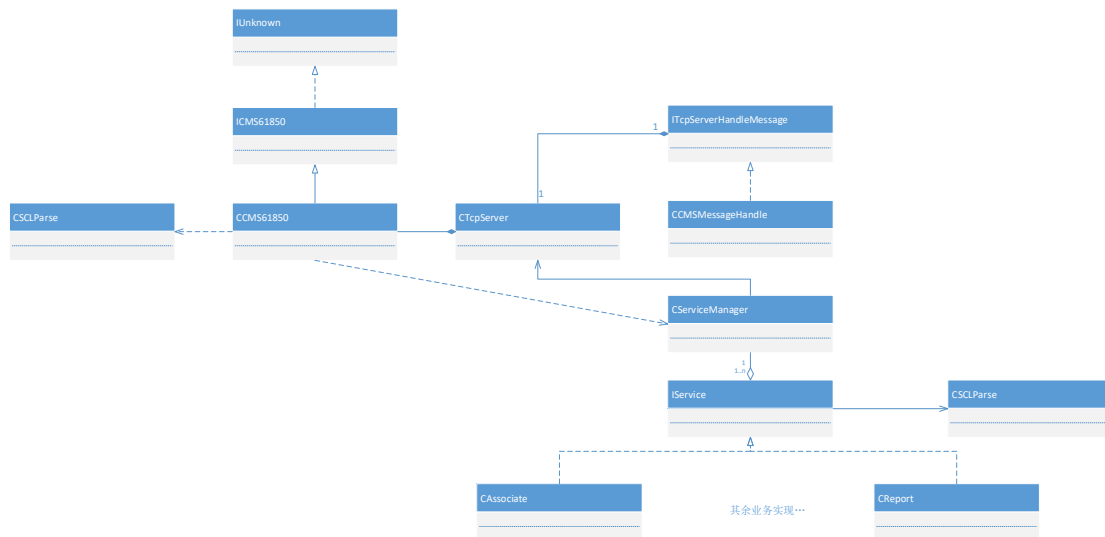 IUnknown
ICMS61850
ITcpServerHandleMessage
1
1
CSCLParse
CCMS61850
CTcpServer
CCMSMessageHandle
CServiceManager
1
1..n
IService
CSCLParse
CAssociate
其余业务实现…
CReport